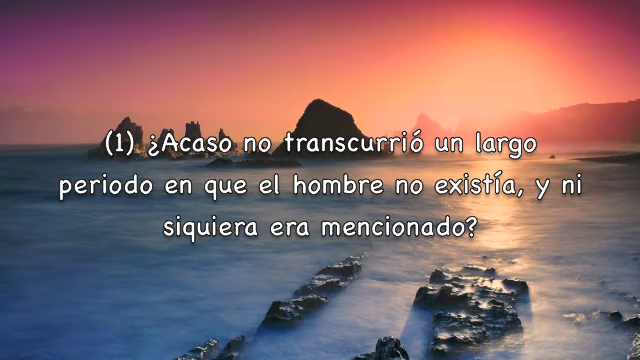 (1) ¿Acaso no transcurrió un largo
periodo en que el hombre no existía, y ni
siquiera era mencionado?